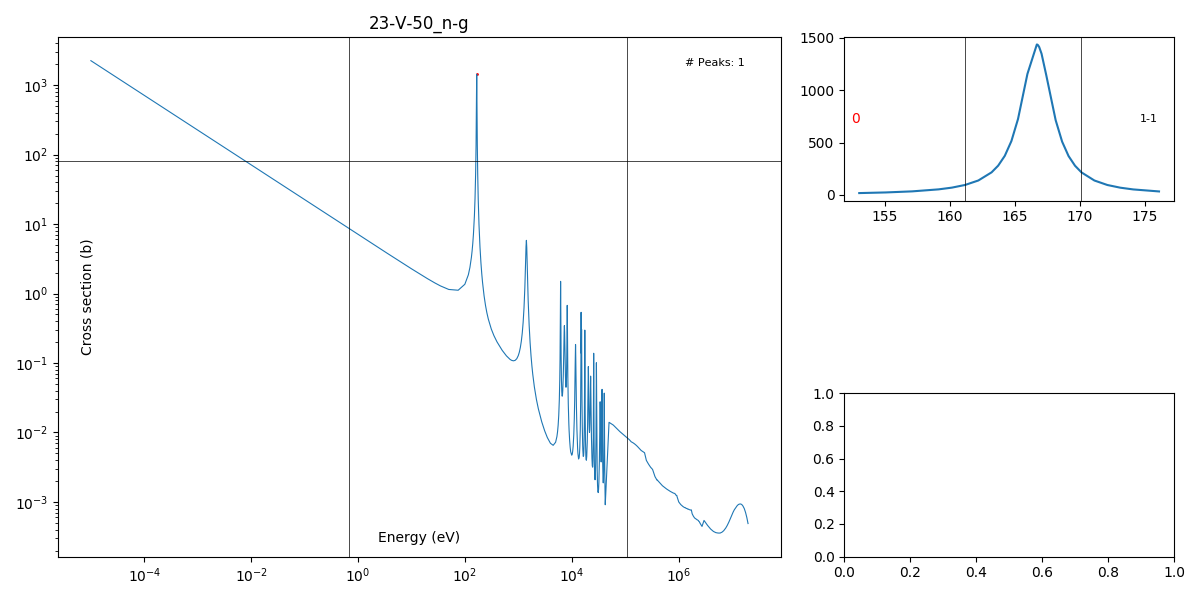 23-V-50_n-g
# Peaks: 1
Cross section (b)
Energy (eV)
10³
10²
10¹
10⁰
10⁻¹
10⁻²
10⁻³
10⁻⁴ 10⁻² 10⁰ 10² 10⁴ 10⁶
1500
1000
500
0
0
1-1
155 160 165 170 175
1.0
0.8
0.6
0.4
0.2
0.0
0.0 0.2 0.4 0.6 0.8 1.0